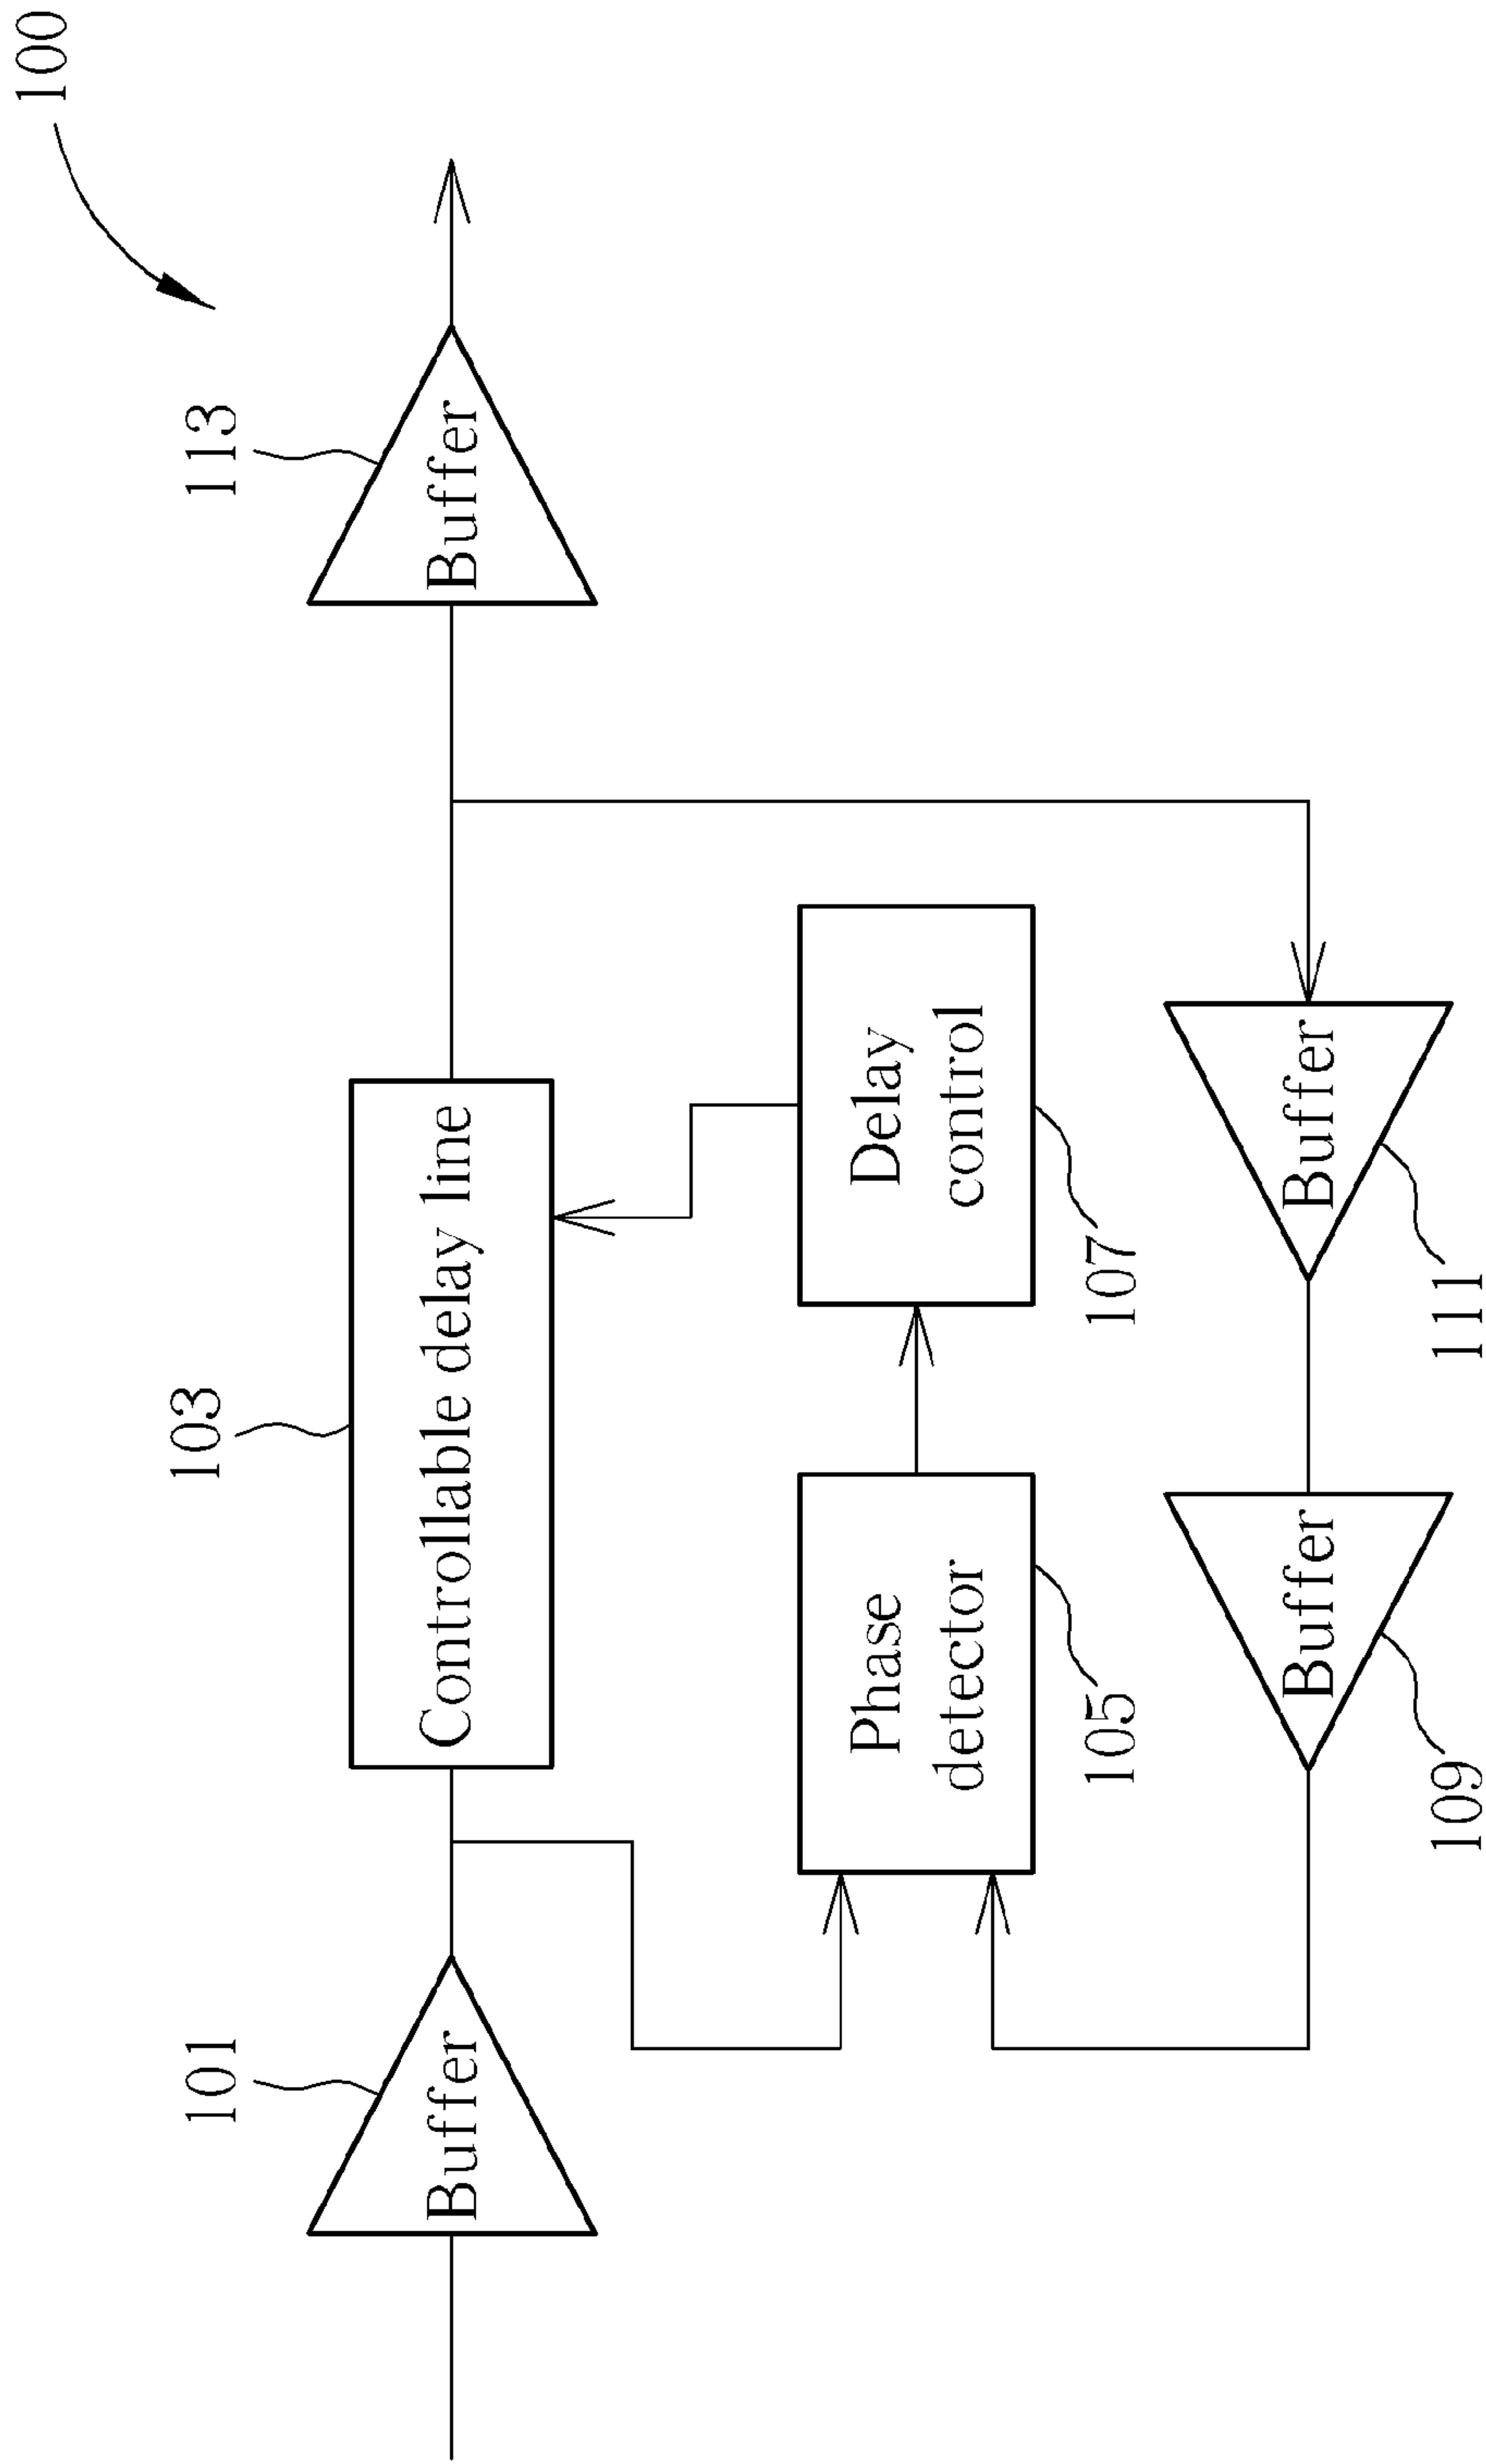 100
101
Buffer
103
Controllable delay line
113
Buffer
Phase
detector
105
Delay
control
107
Buffer
109
Buffer
111